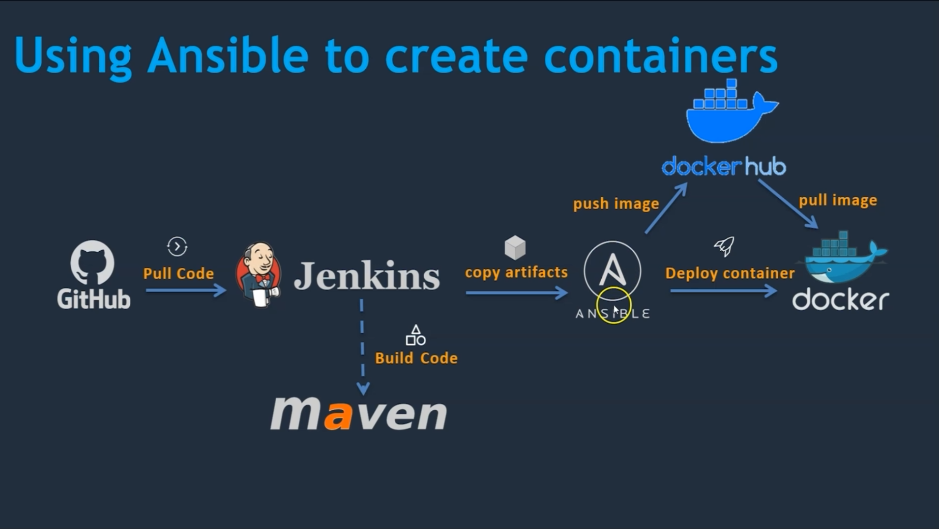 Using Ansible to create containers
dockerhub
push image
pull image
Pull Code
copy artifacts
Deploy container
GitHub
Jenkins
ANSIBLE
docker
Build Code
maven